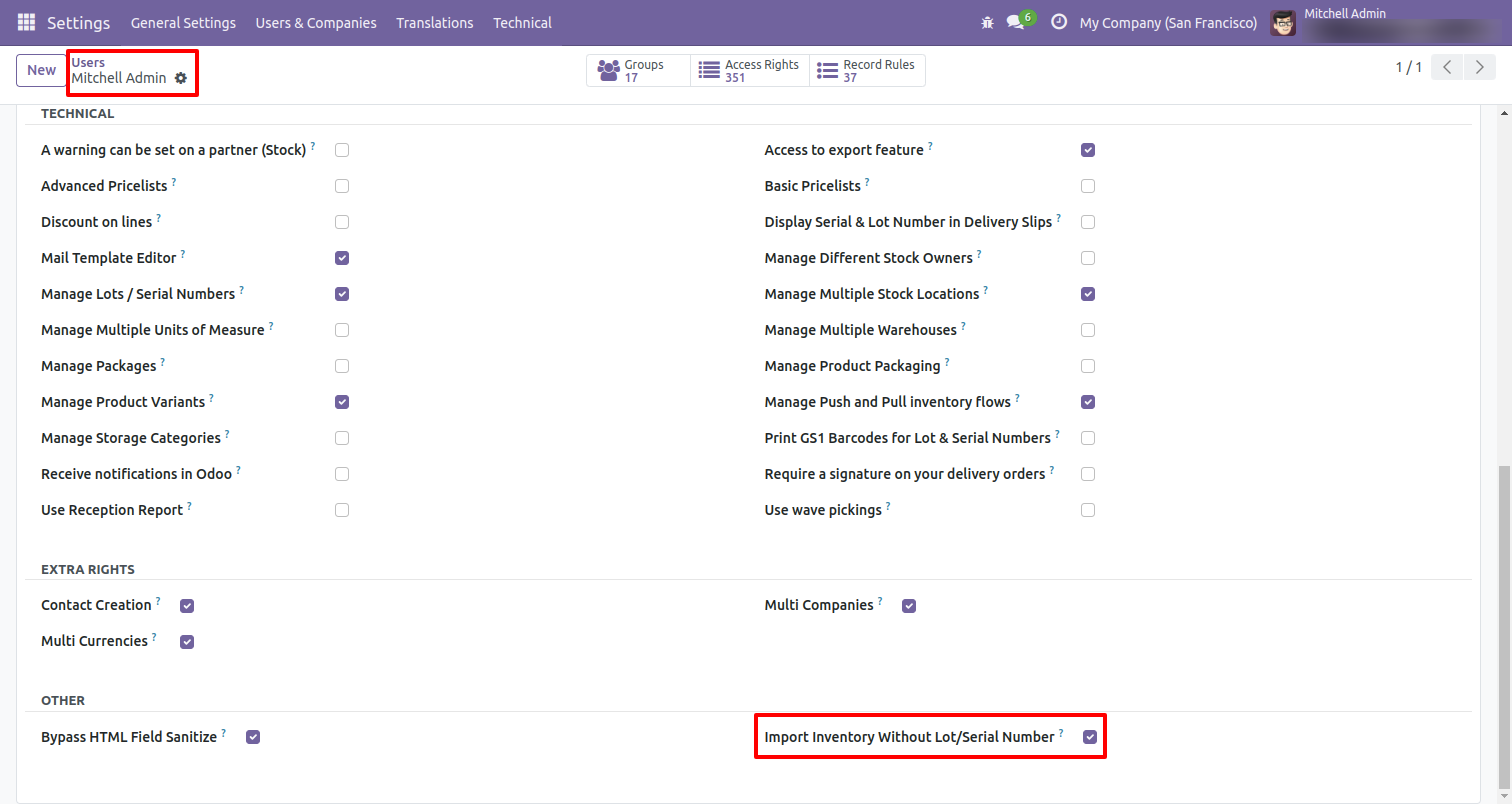 Settings General Settings Users & Companies Translations Technical 6 My Company (San Francisco) Mitchell Admin
New Users Groups 17 Access Rights 351 Record Rules 37 1 / 1
Mitchell Admin
TECHNICAL
A warning can be set on a partner (Stock) ? Access to export feature ?
Advanced Pricelists ? Basic Pricelists ?
Discount on lines ? Display Serial & Lot Number in Delivery Slips ?
Mail Template Editor ? Manage Different Stock Owners ?
Manage Lots / Serial Numbers ? Manage Multiple Stock Locations ?
Manage Multiple Units of Measure ? Manage Multiple Warehouses ?
Manage Packages ? Manage Product Packaging ?
Manage Product Variants ? Manage Push and Pull inventory flows ?
Manage Storage Categories ? Print GS1 Barcodes for Lot & Serial Numbers ?
Receive notifications in Odoo ? Require a signature on your delivery orders ?
Use Reception Report ? Use wave pickings ?
EXTRA RIGHTS
Contact Creation ? Multi Companies ?
Multi Currencies ?
OTHER
Bypass HTML Field Sanitize ? Import Inventory Without Lot/Serial Number ?